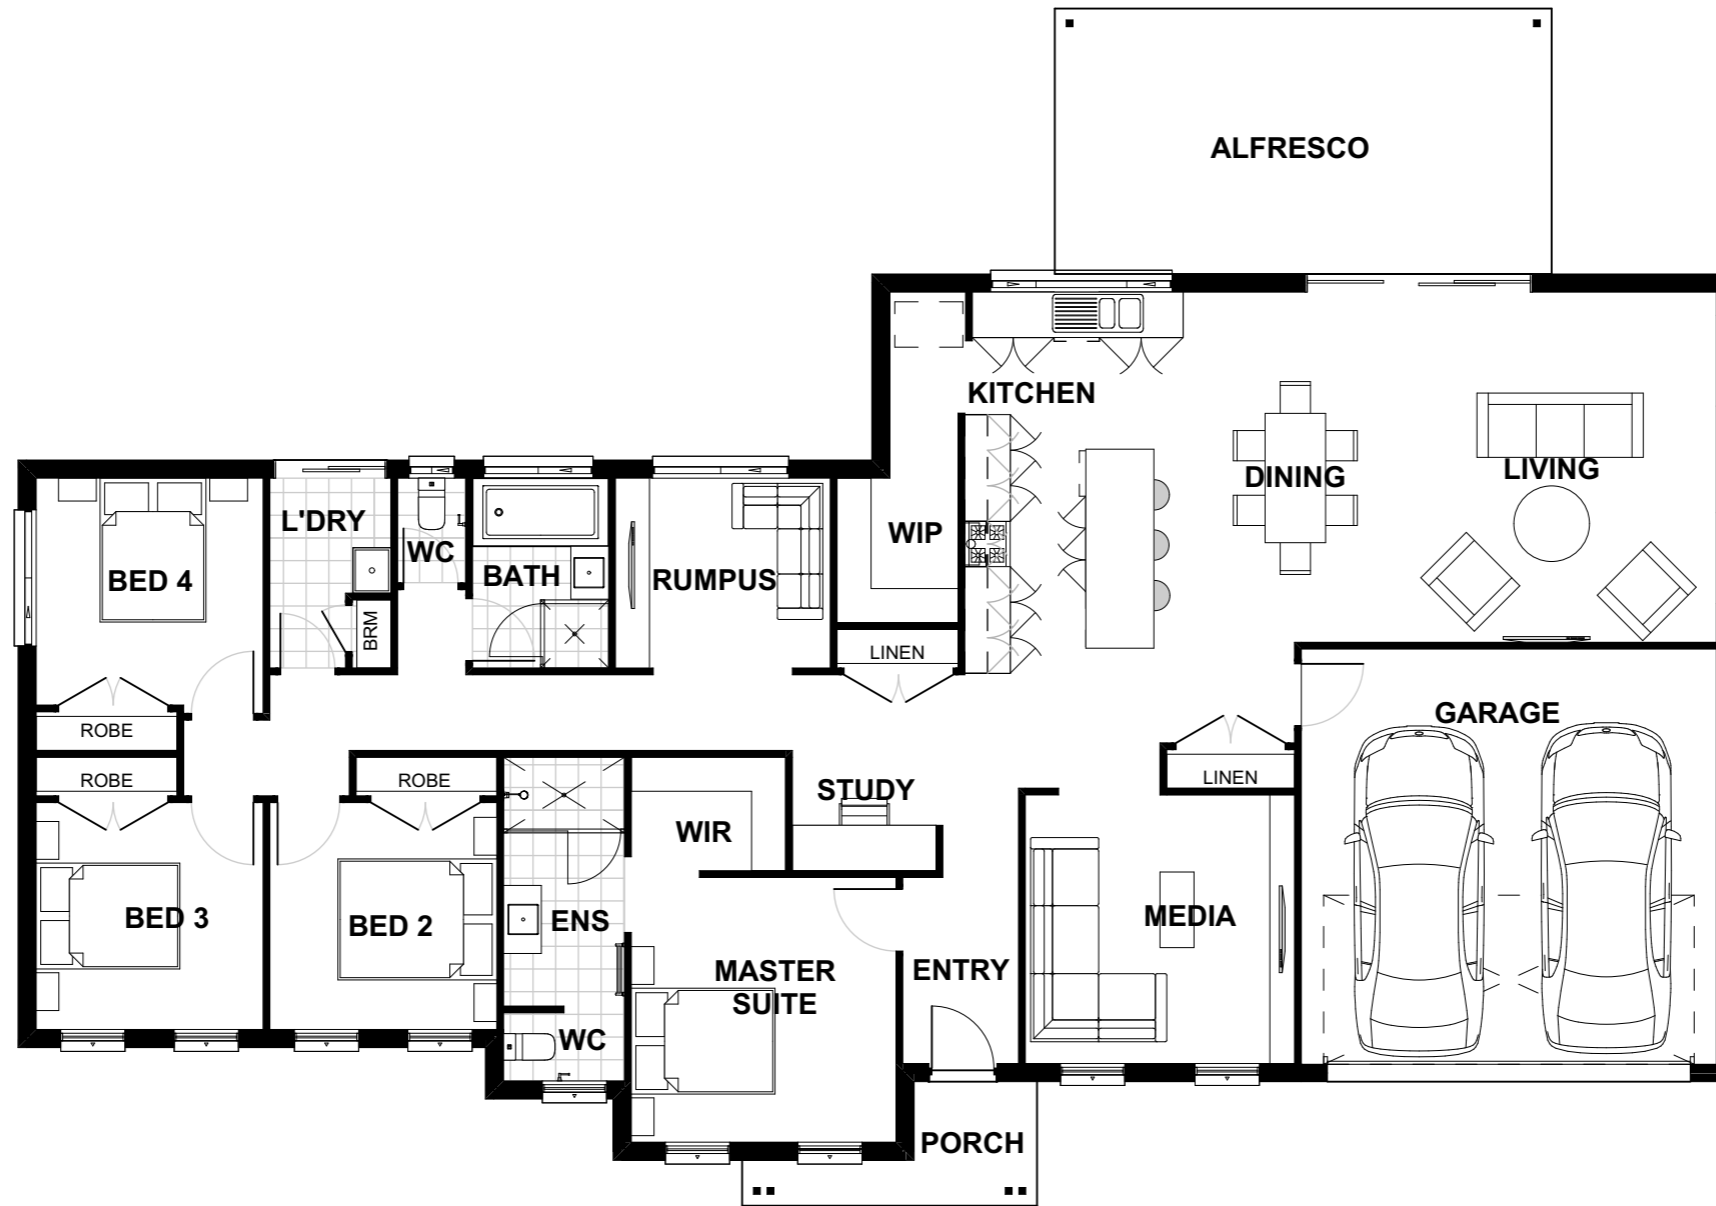 ALFRESCO
KITCHEN
DINING
LIVING
L'DRY
WC
BATH
RUMPUS
WIP
BED 4
BRM
LINEN
ROBE
ROBE
ROBE
STUDY
LINEN
GARAGE
WIR
BED 3
BED 2
ENS
MASTER
SUITE
ENTRY
MEDIA
WC
PORCH